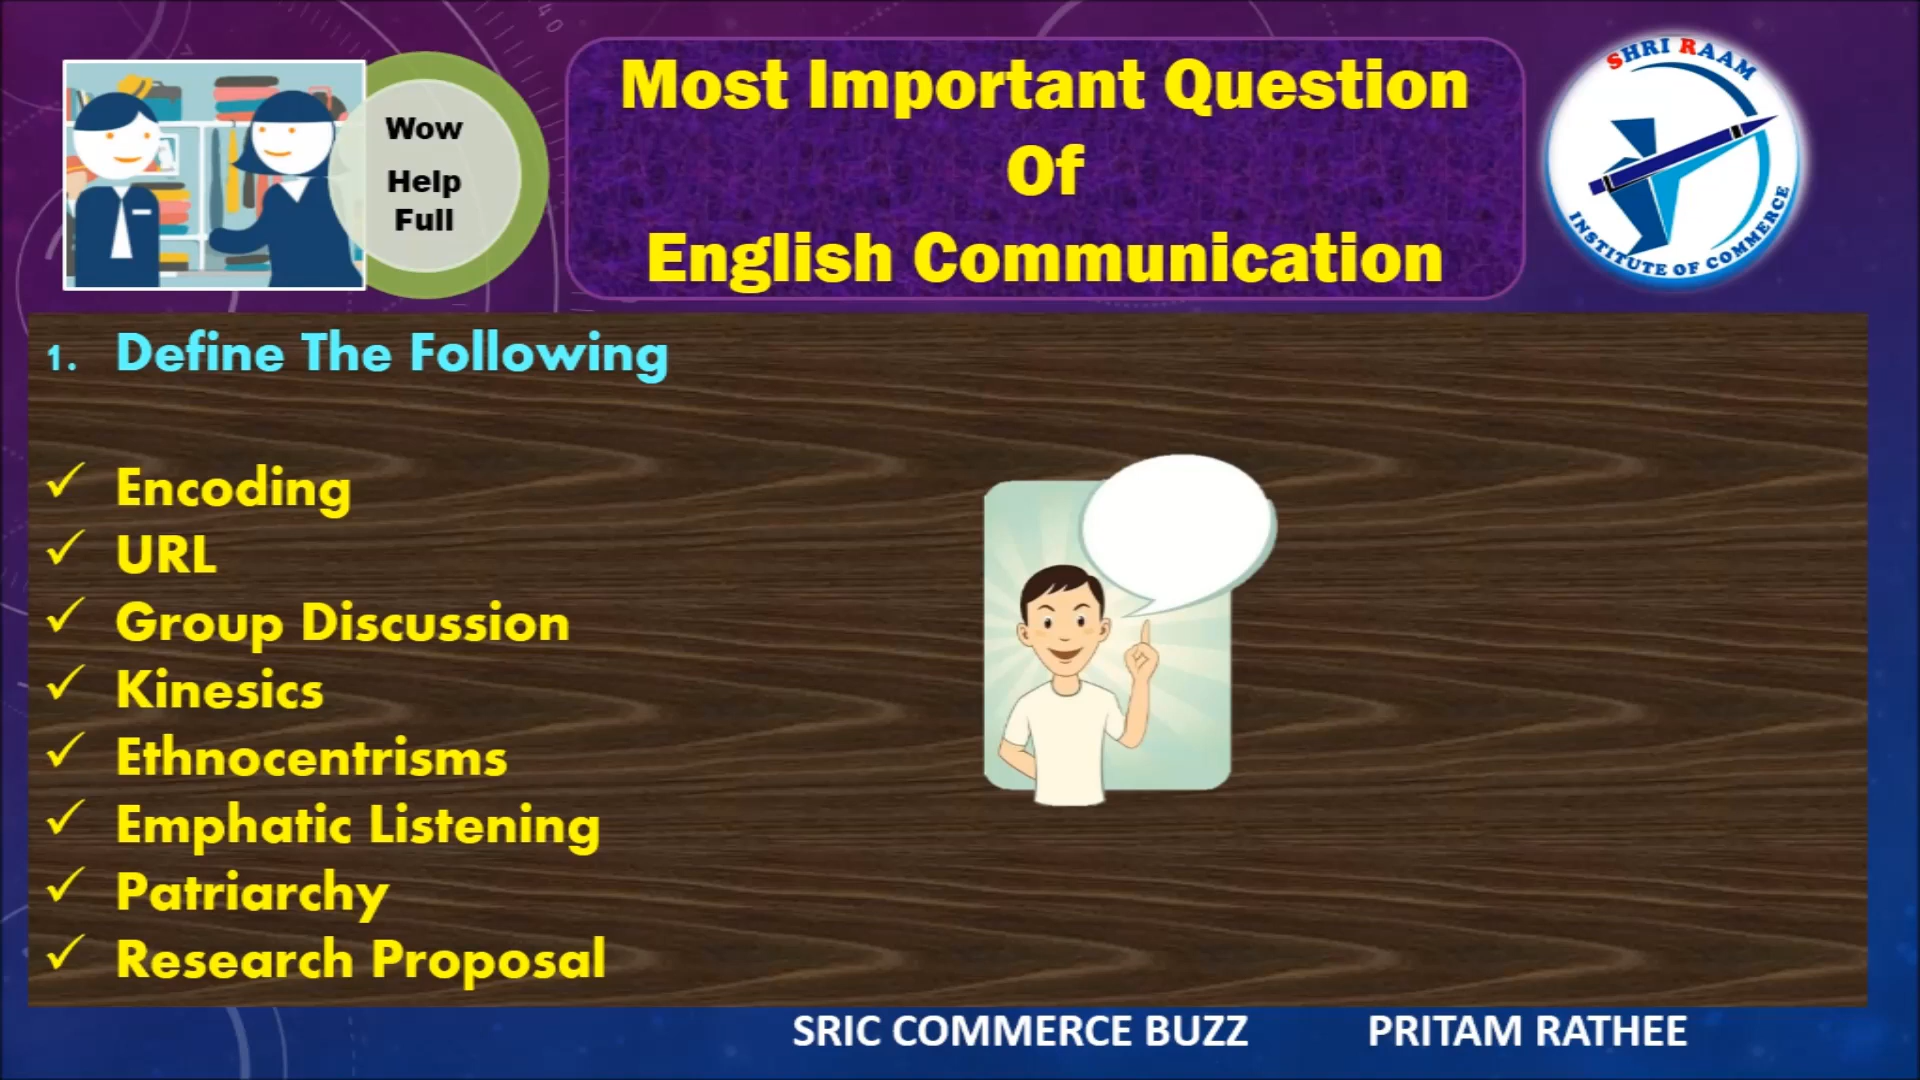 Wow
Help
Full
Most Important Question
Of
English Communication
SHRI RAAM
INSTITUTE OF COMMERCE
1. Define The Following
✓ Encoding
✓ URL
✓ Group Discussion
✓ Kinesics
✓ Ethnocentrisms
✓ Emphatic Listening
✓ Patriarchy
✓ Research Proposal
SRIC COMMERCE BUZZ PRITAM RATHEE
40